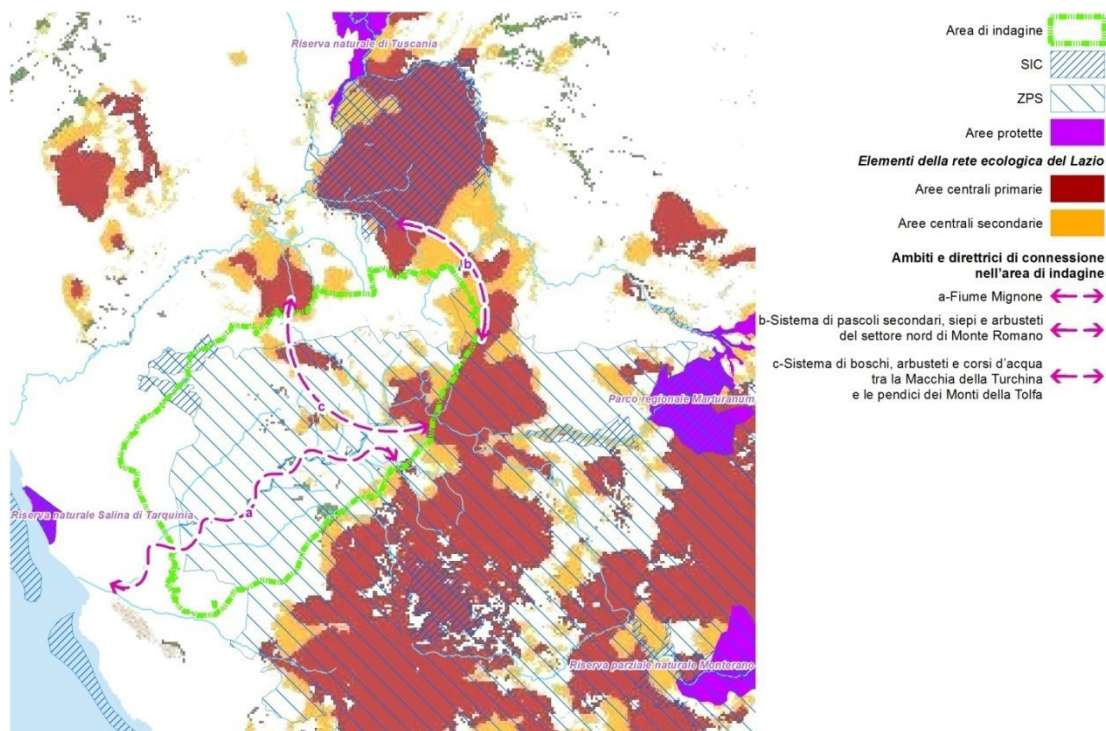 Riserva naturale di Tuscania
b
c
Parco regionale Marturanum
a
Riserva naturale Salina di Tarquinia
Riserva parziale naturale Monterano
Area di indagine
SIC
ZPS
Aree protette
Elementi della rete ecologica del Lazio
Aree centrali primarie
Aree centrali secondarie
Ambiti e direttrici di connessione
nell'area di indagine
a-Fiume Mignone
b-Sistema di pascoli secondari, siepi e arbusteti
del settore nord di Monte Romano
c-Sistema di boschi, arbusteti e corsi d'acqua
tra la Macchia della Turchina
e le pendici dei Monti della Tolfa